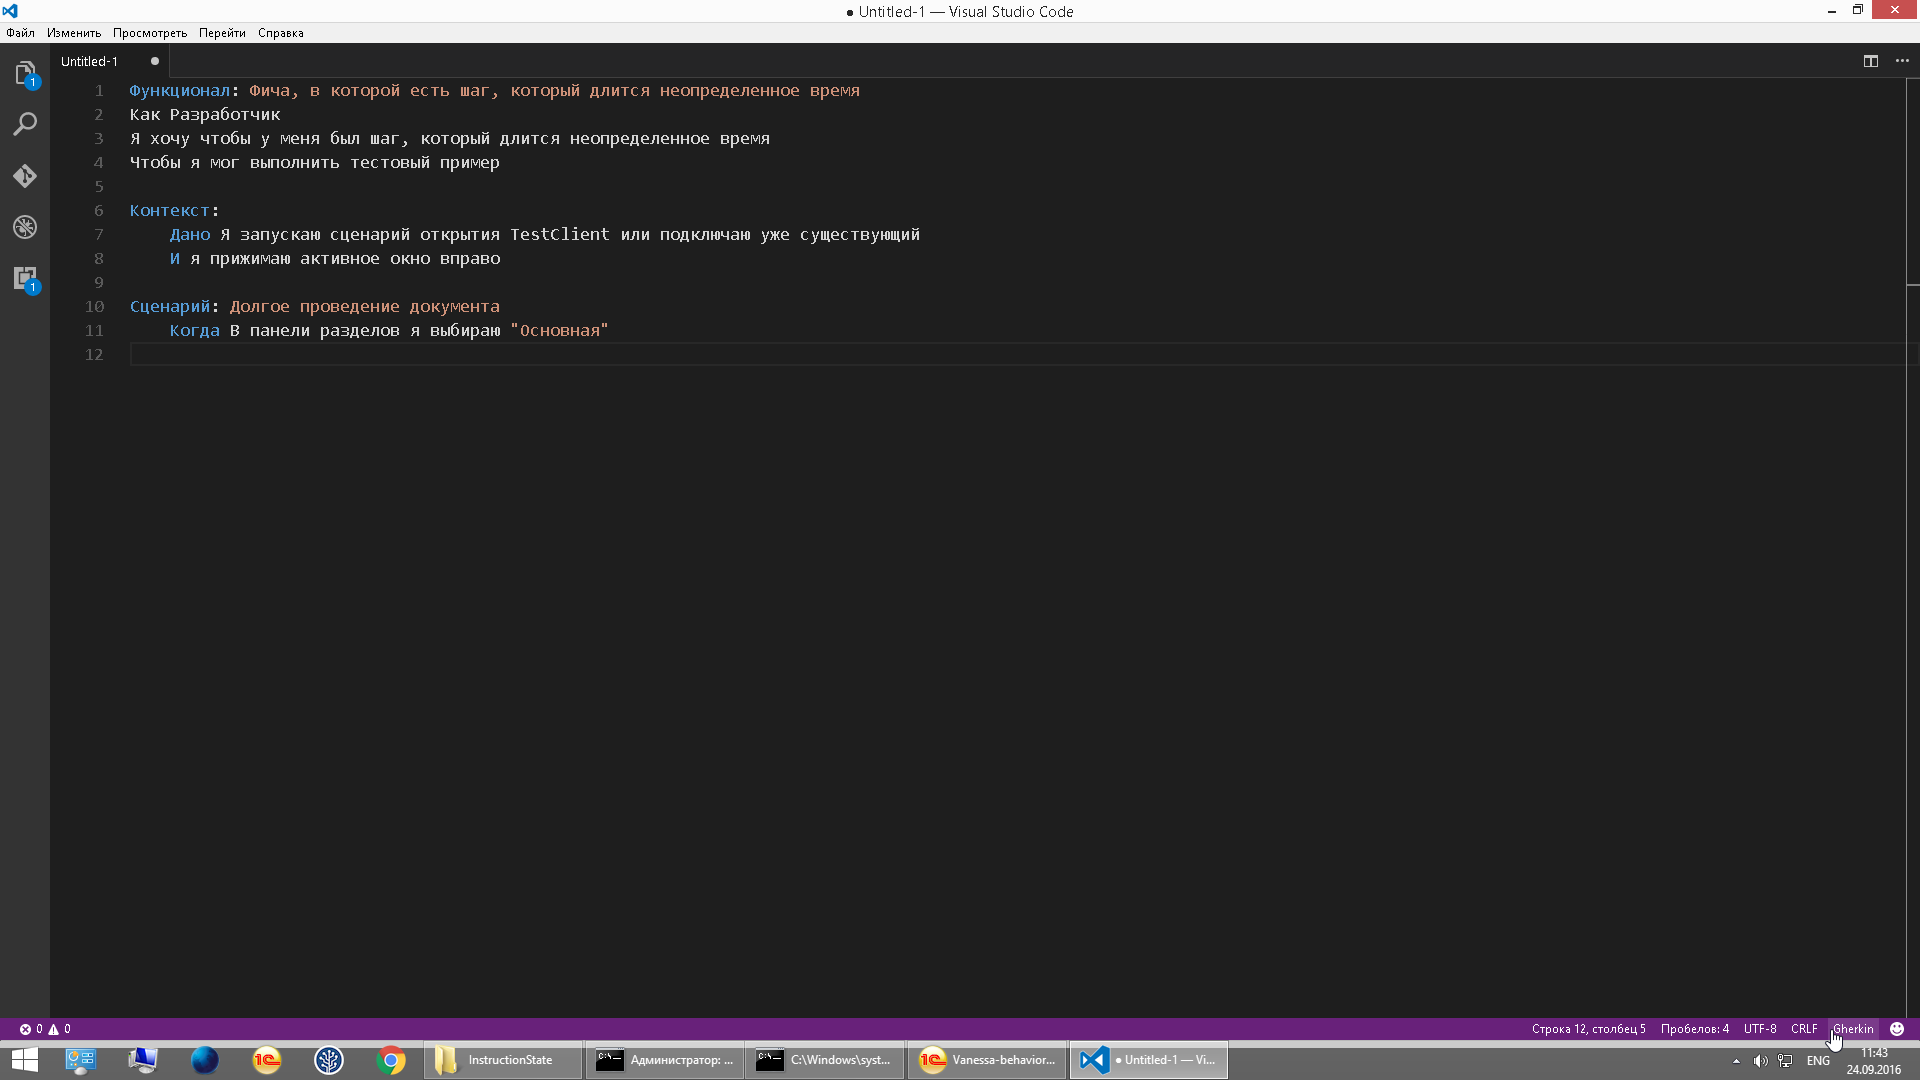 ● Untitled-1 — Visual Studio Code
Файл Изменить Просмотреть Перейти Справка
Untitled-1 ●
1
1 Функционал: Фича, в которой есть шаг, который длится неопределенное время
2 Как Разработчик
3 Я хочу чтобы у меня был шаг, который длится неопределенное время
4 Чтобы я мог выполнить тестовый пример
5
6 Контекст:
7 Дано Я запускаю сценарий открытия TestClient или подключаю уже существующий
8 И я прижимаю активное окно вправо
9
1
10 Сценарий: Долгое проведение документа
11 Когда В панели разделов я выбираю "Основная"
12
0 0 Строка 12, столбец 5 Пробелов: 4 UTF-8 CRLF Gherkin
InstructionState Администратор: ... C:\Windows\syst... Vanessa-behavior... ● Untitled-1 — Vi... ENG 11:43
24.09.2016